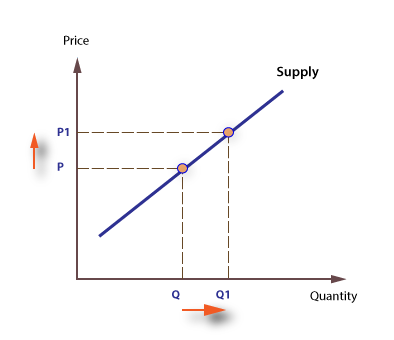 Price
Supply
P1
P
Q Q1
Quantity